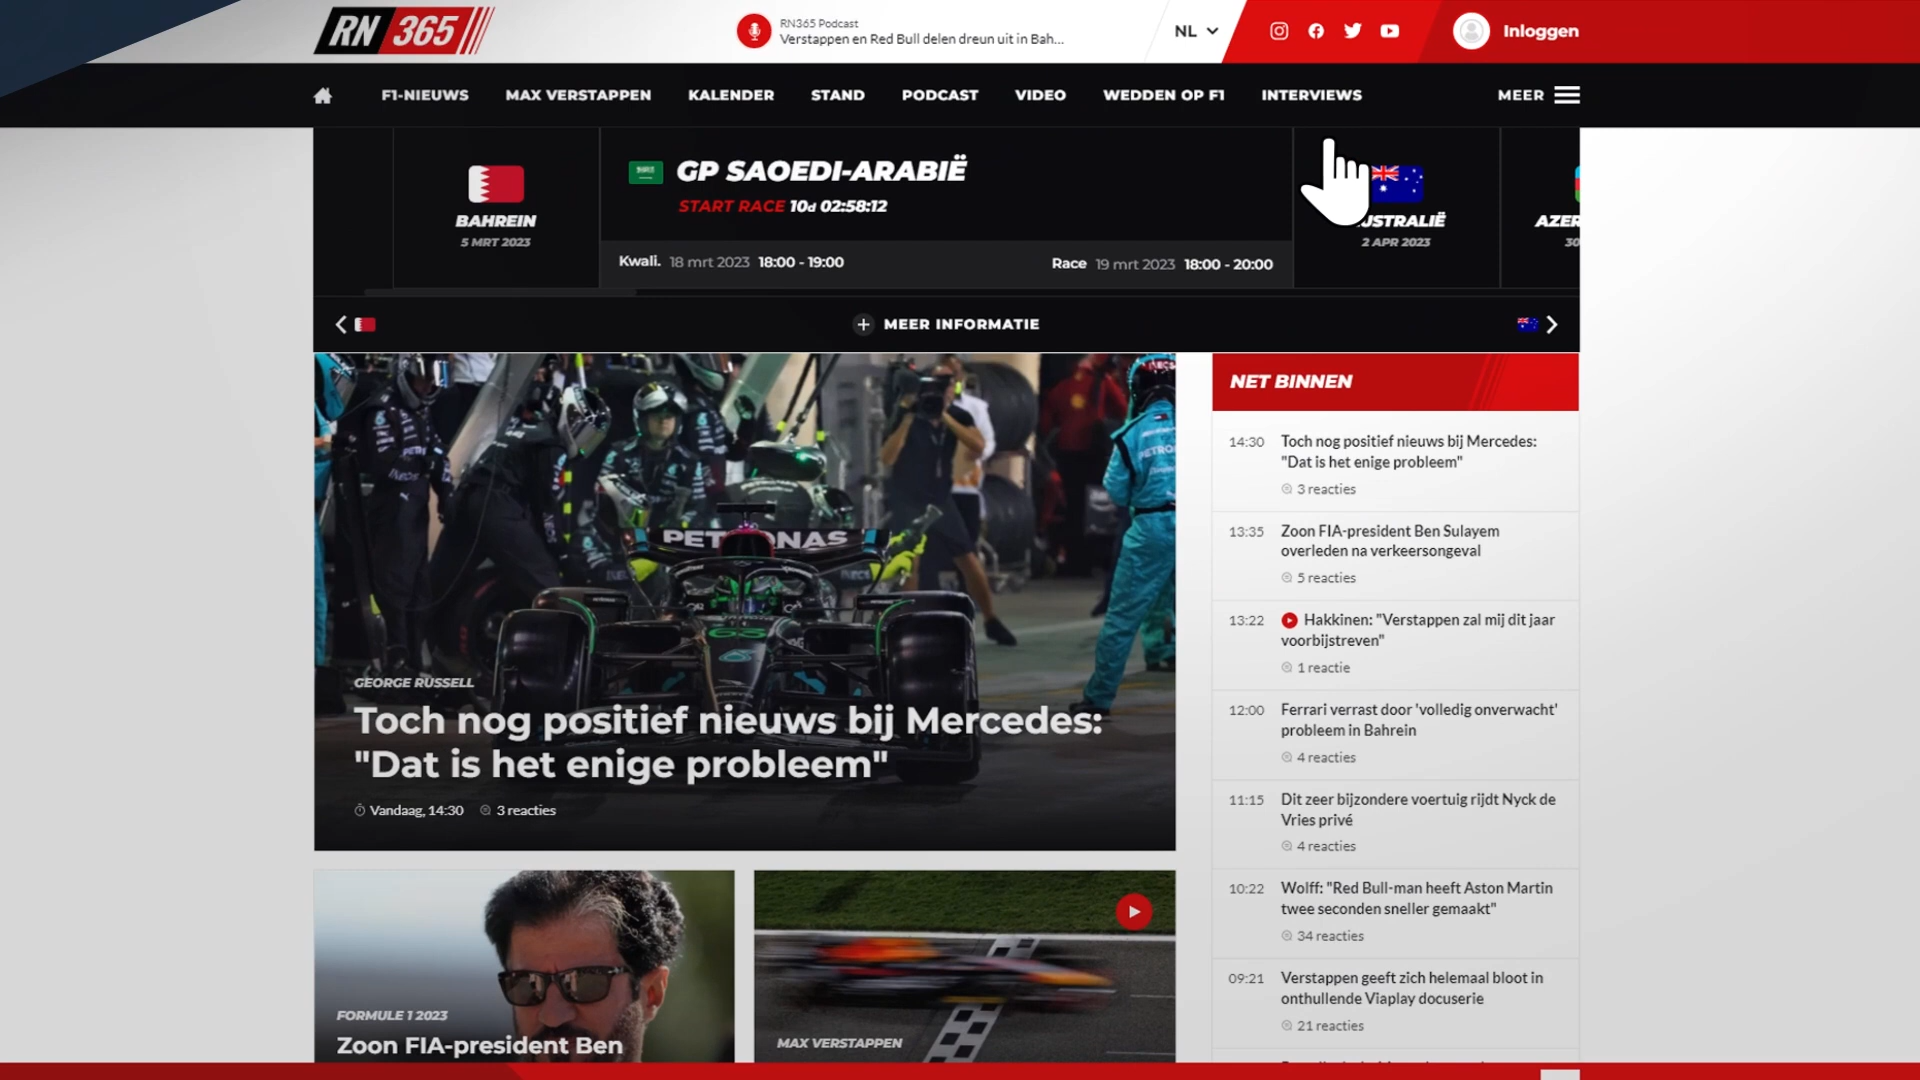 RN 365
RN365 Podcast
Verstappen en Red Bull delen dreun uit in Bah...
NL
Inloggen
F1-NIEUWS MAX VERSTAPPEN KALENDER STAND PODCAST VIDEO WEDDEN OP F1 INTERVIEWS MEER
BAHREIN
5 MRT 2023
GP SAOEDI-ARABIË
START RACE 10d 02:58:12
Kwali. 18 mrt 2023 18:00 - 19:00
Race 19 mrt 2023 18:00 - 20:00
USTRALIË
2 APR 2023
AZER
30
MEER INFORMATIE
PETRONAS
63
GEORGE RUSSELL
Toch nog positief nieuws bij Mercedes:
"Dat is het enige probleem"
Vandaag, 14:30 3 reacties
FORMULE 1 2023
Zoon FIA-president Ben
MAX VERSTAPPEN
NET BINNEN
14:30 Toch nog positief nieuws bij Mercedes:
"Dat is het enige probleem"
3 reacties
13:35 Zoon FIA-president Ben Sulayem
overleden na verkeersongeval
5 reacties
13:22 Hakkinen: "Verstappen zal mij dit jaar
voorbijstreven"
1 reactie
12:00 Ferrari verrast door 'volledig onverwacht'
probleem in Bahrein
4 reacties
11:15 Dit zeer bijzondere voertuig rijdt Nyck de
Vries privé
4 reacties
10:22 Wolff: "Red Bull-man heeft Aston Martin
twee seconden sneller gemaakt"
34 reacties
09:21 Verstappen geeft zich helemaal bloot in
onthullende Viaplay docuserie
21 reacties